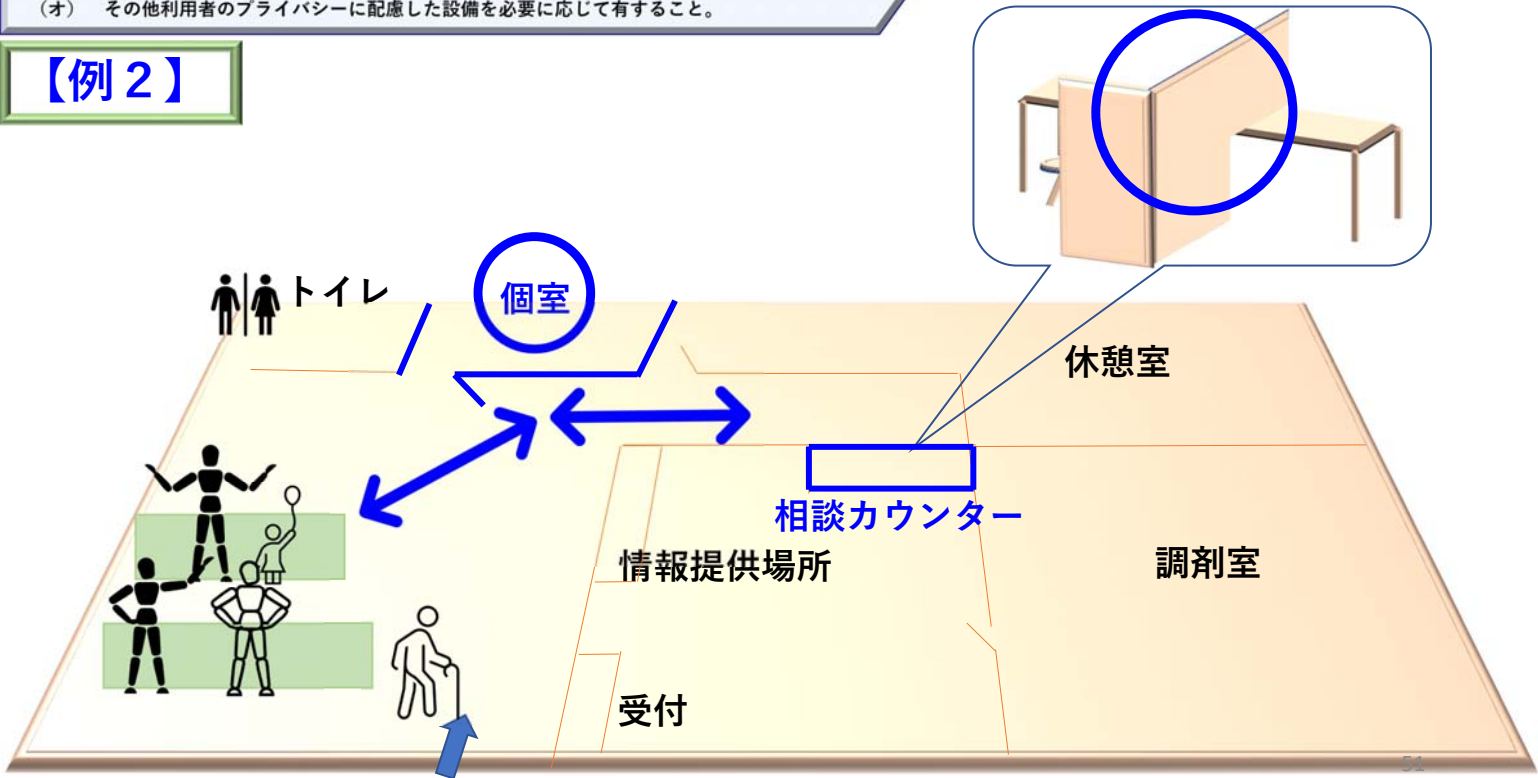 （オ） その他利用者のプライバシーに配慮した設備を必要に応じて有すること。
【例２】
トイレ
個室
休憩室
相談カウンター
情報提供場所
調剤室
受付
51